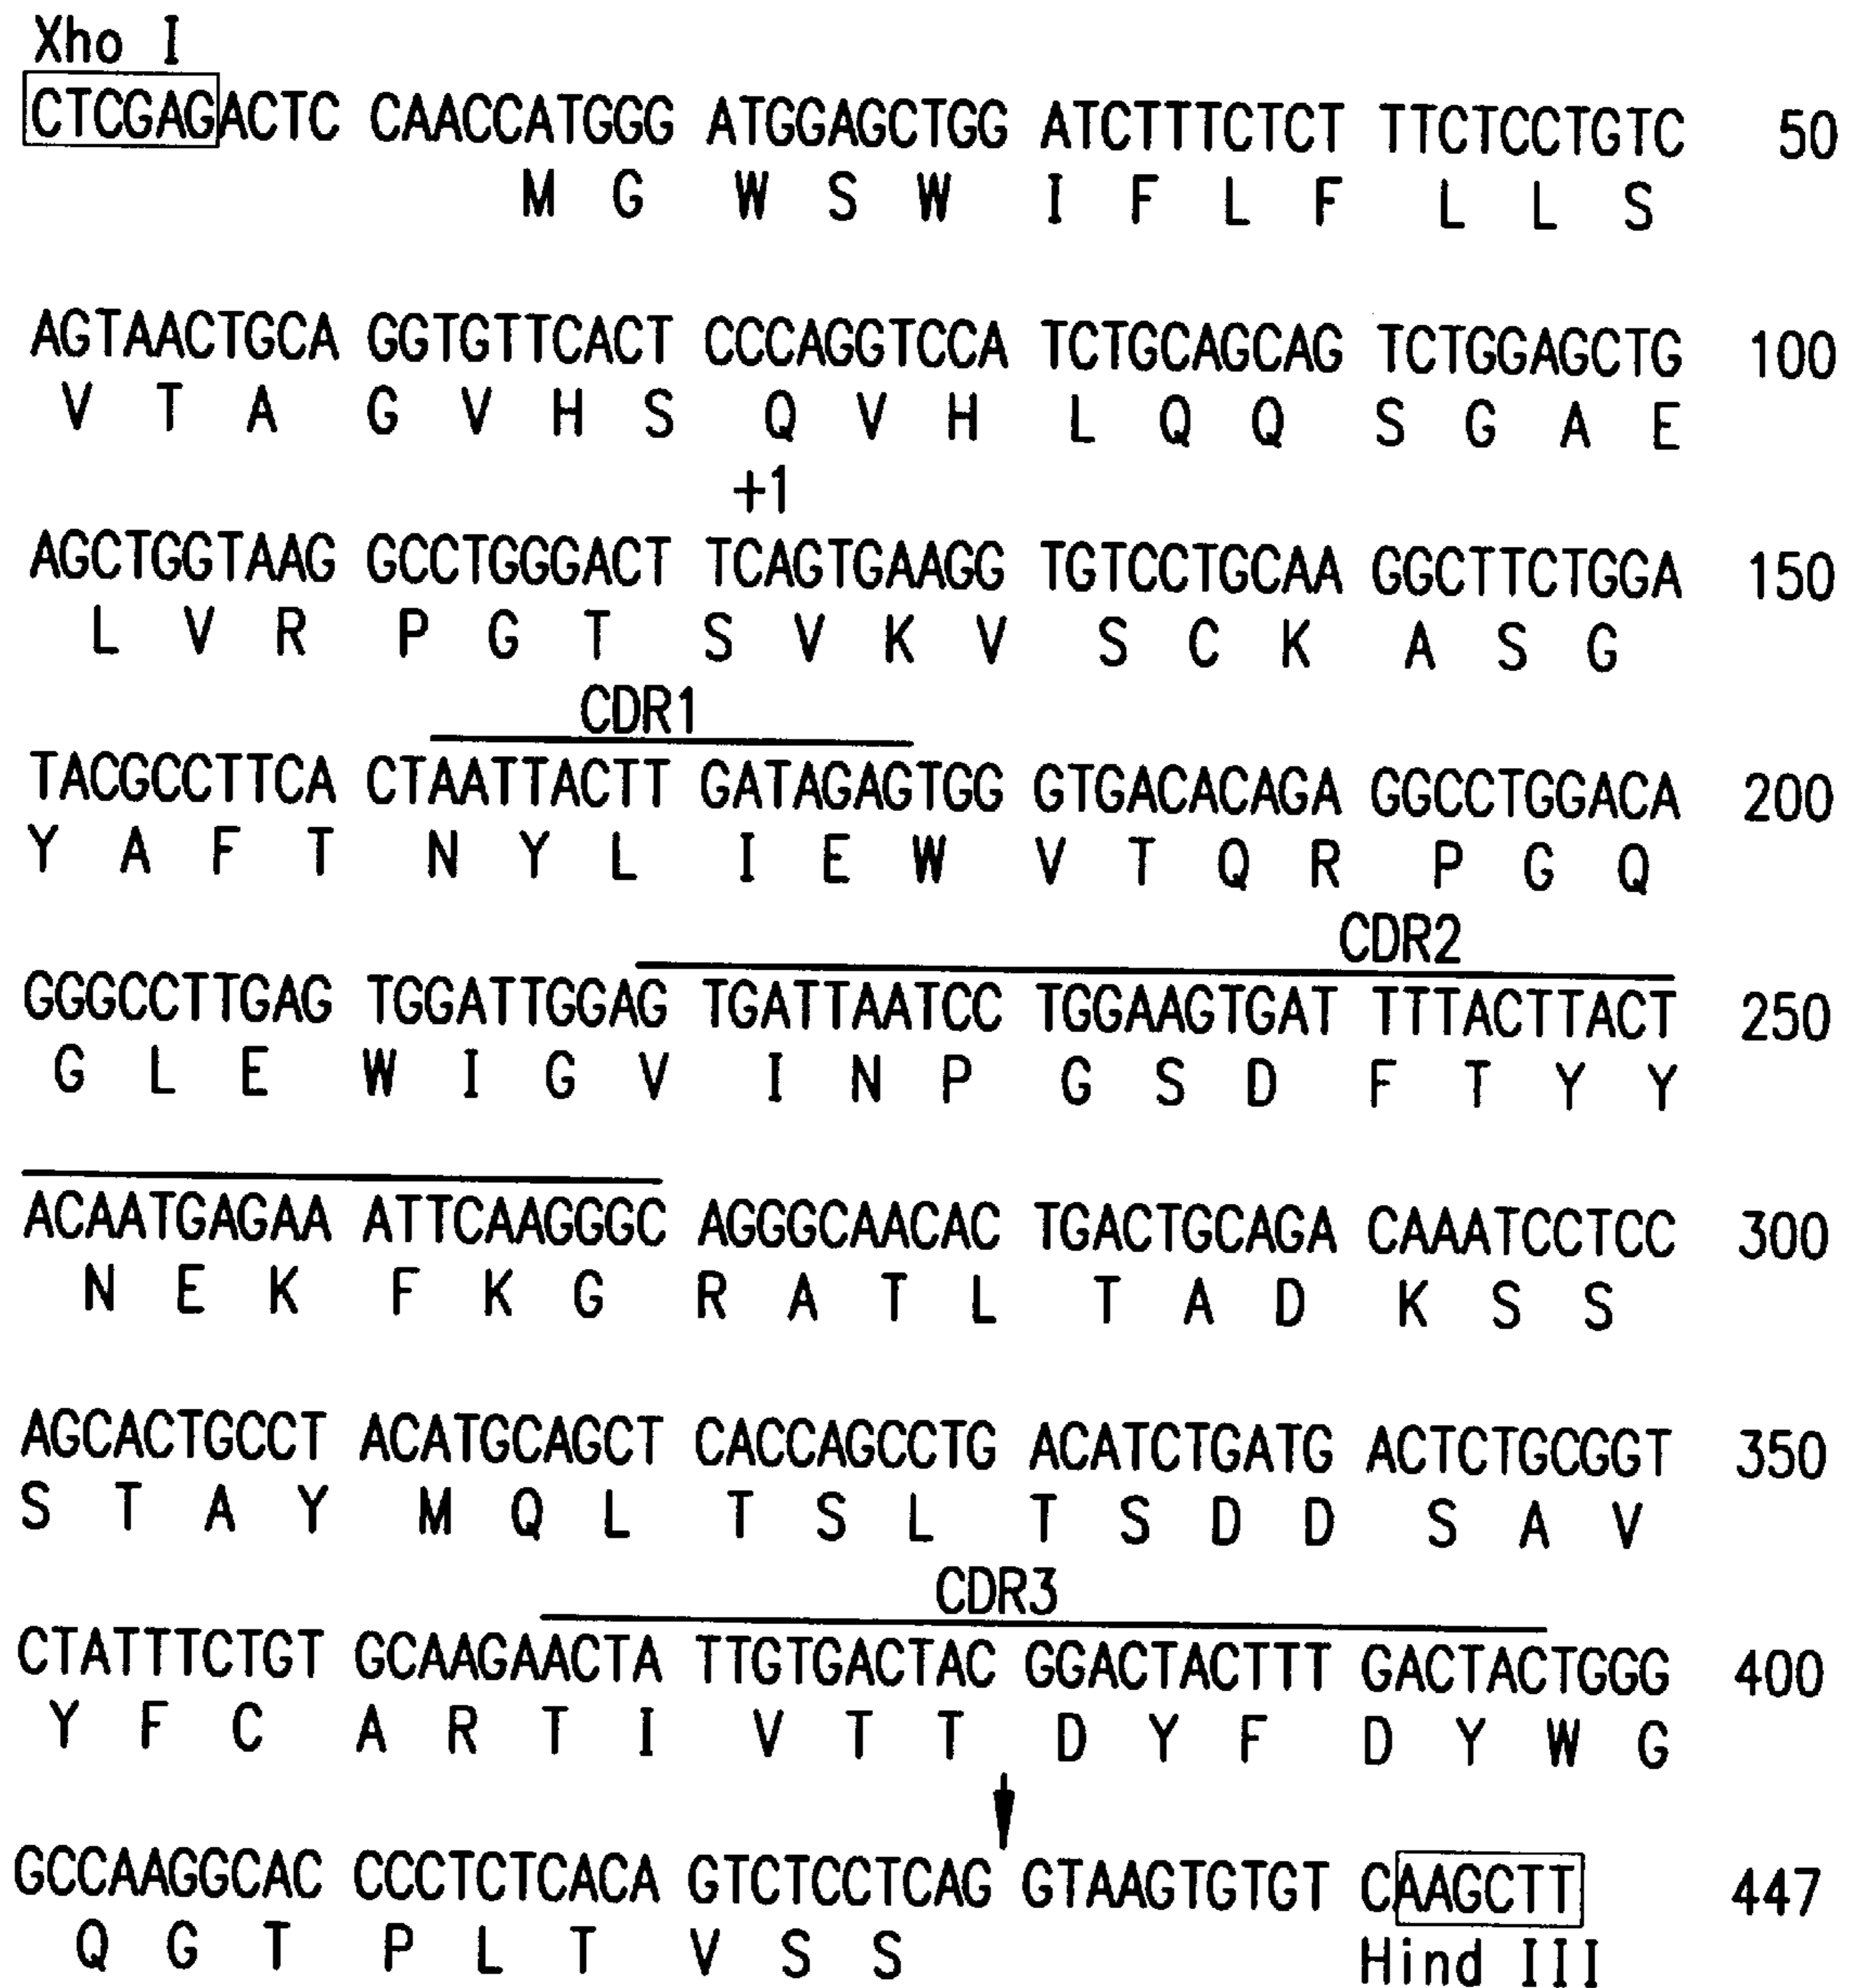 Xho I
CTCGAGACTC CAACCATGGG ATGGAGCTGG ATCTTTCTCT TTCTCCTGTC 50
M G W S W I F L F L L S
AGTAACTGCA GGTGTTCACT CCCAGGTCCA TCTGCAGCAG TCTGGAGCTG 100
V T A G V H S Q V H L Q Q S G A E
+1
AGCTGGTAAG GCCTGGGACT TCAGTGAAGG TGTCCTGCAA GGCTTCTGGA 150
L V R P G T S V K V S C K A S G
CDR1
TACGCCTTCA CTAATTACTT GATAGAGTGG GTGACACAGA GGCCTGGACA 200
Y A F T N Y L I E W V T Q R P G Q
CDR2
GGGCCTTGAG TGGATTGGAG TGATTAATCC TGGAAGTGAT TTTACTTACT 250
G L E W I G V I N P G S D F T Y Y
ACAATGAGAA ATTCAAGGGC AGGGCAACAC TGACTGCAGA CAAATCCTCC 300
N E K F K G R A T L T A D K S S
AGCACTGCCT ACATGCAGCT CACCAGCCTG ACATCTGATG ACTCTGCGGT 350
S T A Y M Q L T S L T S D D S A V
CDR3
CTATTTCTGT GCAAGAACTA TTGTGACTAC GGACTACTTT GACTACTGGG 400
Y F C A R T I V T T D Y F D Y W G
GCCAAGGCAC CCCTCTCACA GTCTCCTCAG GTAAGTGTGT CAAGCTT 447
Q G T P L T V S S
Hind III